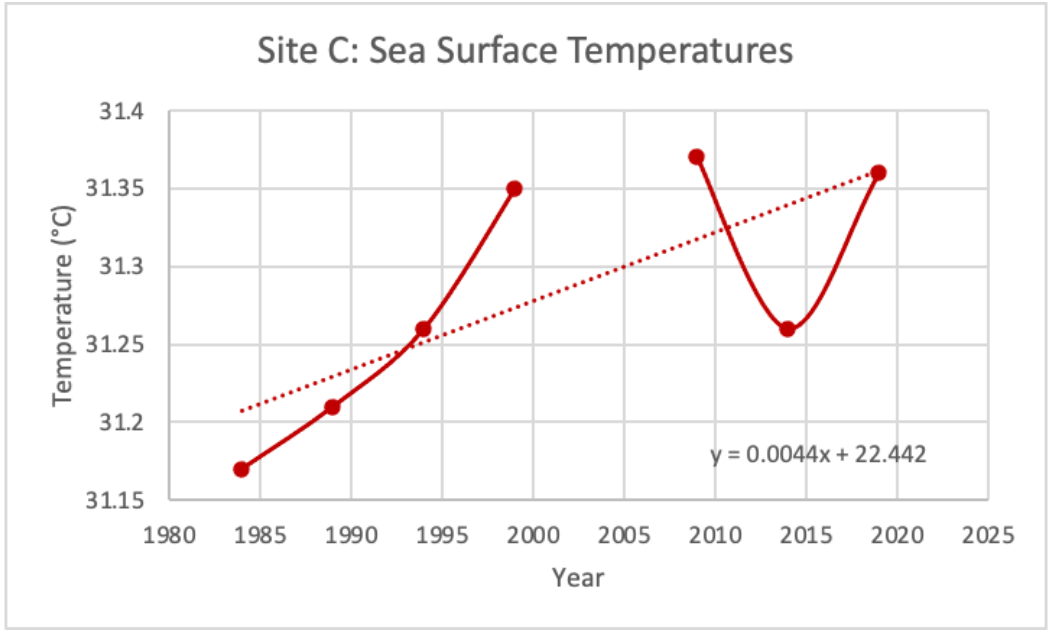 Site C: Sea Surface Temperatures
31.4
31.35
31.3
31.25
31.2
31.15
Temperature (°C)
y = 0.0044x + 22.442
1980 1985 1990 1995 2000 2005 2010 2015 2020 2025
Year